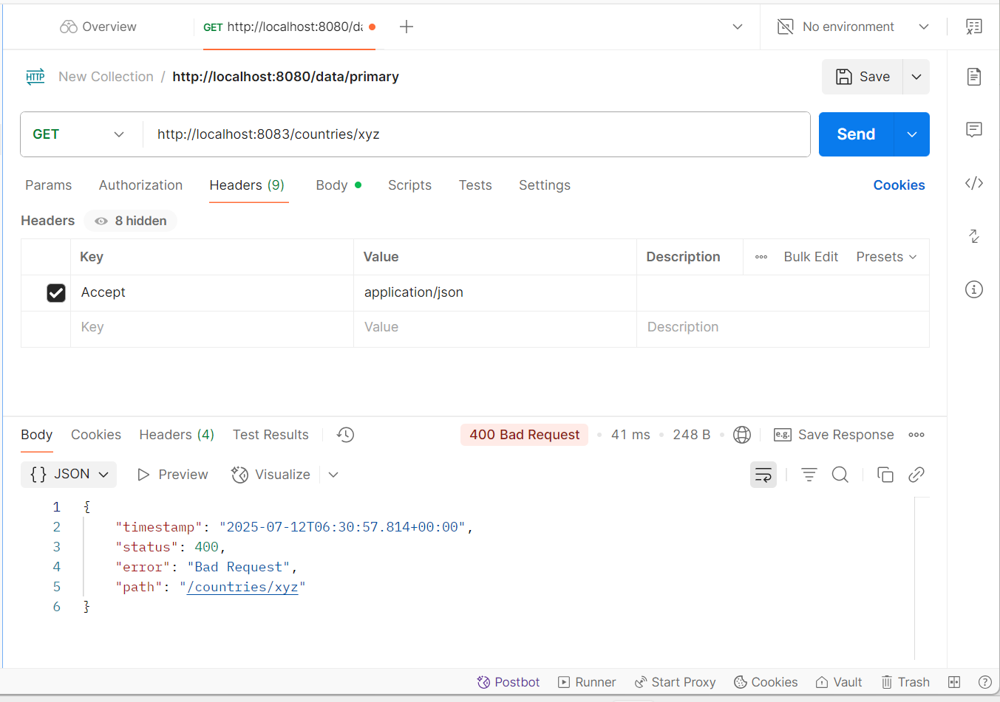 Overview
GET http://localhost:8080/da
No environment
HTTP New Collection / http://localhost:8080/data/primary
Save
GET http://localhost:8083/countries/xyz
Send
Params Authorization Headers (9) Body Scripts Tests Settings Cookies
Headers 8 hidden
Key Value Description Bulk Edit Presets
Accept application/json
Key Value Description
Body Cookies Headers (4) Test Results 400 Bad Request 41 ms 248 B e.g. Save Response
{} JSON Preview Visualize
1 {
2 "timestamp": "2025-07-12T06:30:57.814+00:00",
3 "status": 400,
4 "error": "Bad Request",
5 "path": "/countries/xyz"
6 }
Postbot Runner Start Proxy Cookies Vault Trash